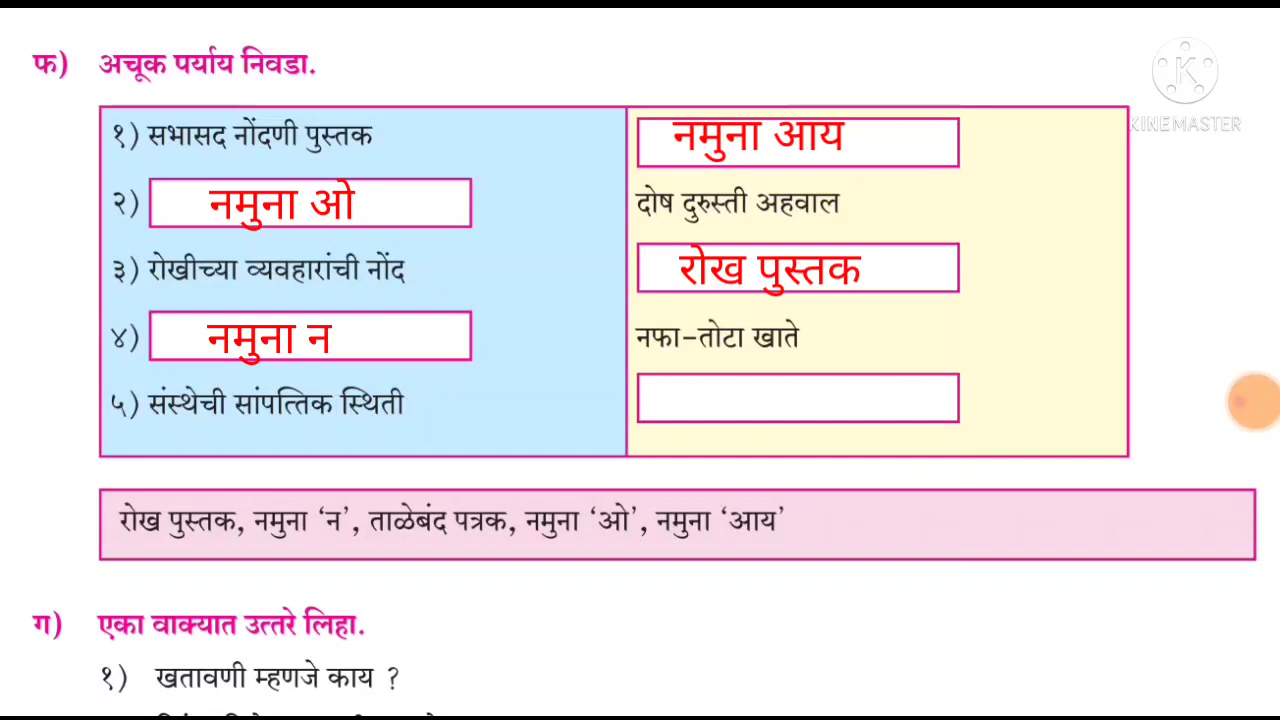 फ) अचूक पर्याय निवडा.
K
KINEMASTER
१) सभासद नोंदणी पुस्तक नमुना आय
२) नमुना ओ दोष दुरुस्ती अहवाल
३) रोखीच्या व्यवहारांची नोंद रोख पुस्तक
४) नमुना न नफा-तोटा खाते
५) संस्थेची सांपत्तिक स्थिती
रोख पुस्तक, नमुना ‘न’, ताळेबंद पत्रक, नमुना ‘ओ’, नमुना ‘आय’
ग) एका वाक्यात उत्तरे लिहा.
१) खतावणी म्हणजे काय ?